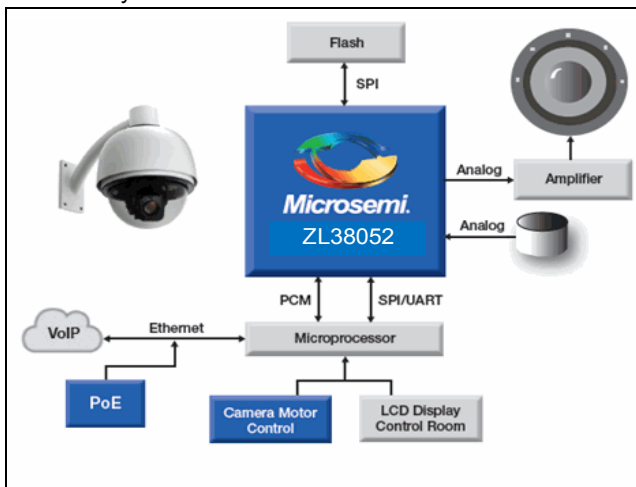 Flash
SPI
Microsemi.
ZL38052
Analog
Amplifier
Analog
PCM
SPI/UART
VoIP
Ethernet
Microprocessor
PoE
Camera Motor
Control
LCD Display
Control Room